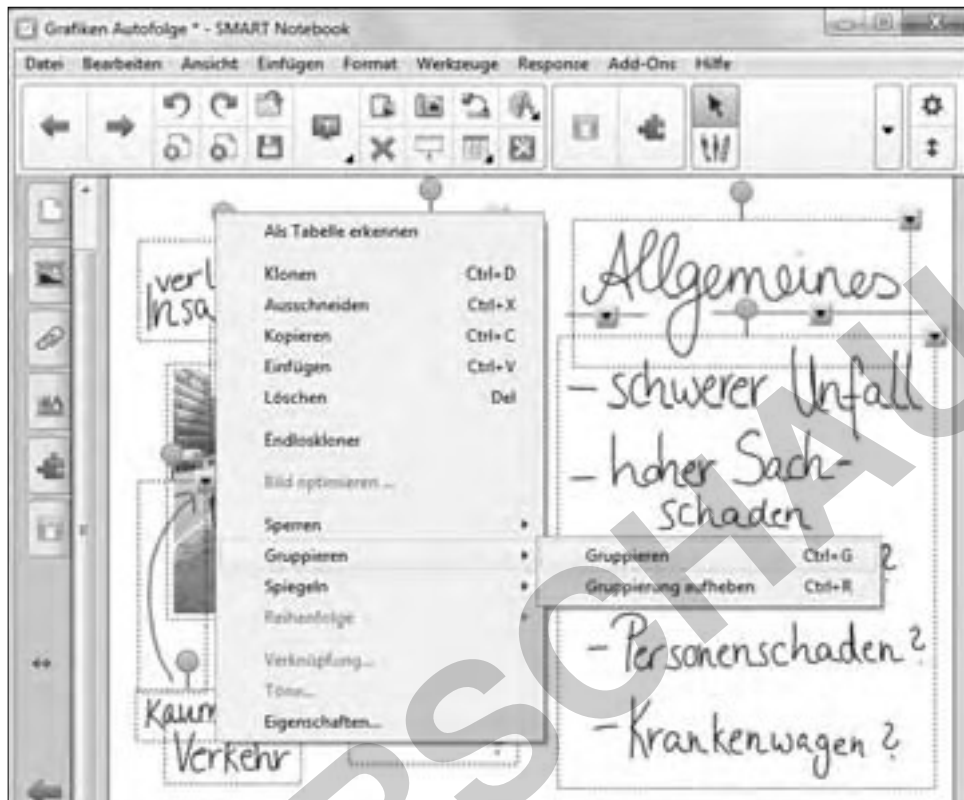 Grafiken Autofolge * - SMART Notebook
Datei Bearbeiten Ansicht Einfügen Format Werkzeuge Response Add-Ons Hilfe
Als Tabelle erkennen
Klonen Ctrl+D
Ausschneiden Ctrl+X
Kopieren Ctrl+C
Einfügen Ctrl+V
Löschen Del
Endloskloner
Bild optimieren ...
Sperren
Gruppieren
Spiegeln
Reihenfolge
Verknüpfung...
Töne...
Eigenschaften...
Gruppieren Ctrl+G
Gruppierung aufheben Ctrl+R
Kaum
Verkehr
Allgemeines
- schwerer Unfall
- hoher Sach-
schaden
?
- Personenschaden?
- Krankenwagen?